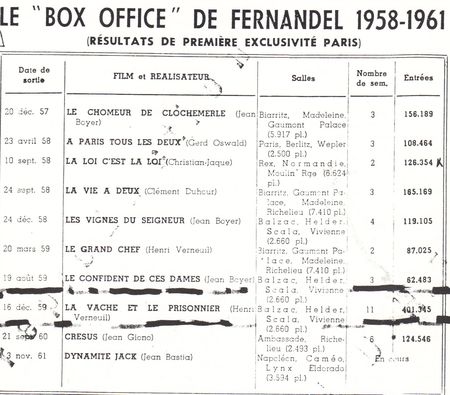 LE "BOX OFFICE" DE FERNANDEL 1958-1961
(RÉSULTATS DE PREMIÈRE EXCLUSIVITÉ PARIS)
Date de sortie FILM et REALISATEUR Salles Nombre de sem. Entrées
20 déc. 57 LE CHOMEUR DE CLOCHEMERLE (Jean Boyer) Biarritz, Madeleine, Gaumont Palace (5.917 pl.) 3 156.189
23 avril 58 A PARIS TOUS LES DEUX (Gerd Oswald) Paris, Berlitz, Wepler (2.500 pl.) 3 108.464
10 sept. 58 LA LOI C'EST LA LOI (Christian-Jaque) Rex, Normandie, Moulin Rge (6.624 pl.) 2 126.354
24 sept. 58 LA VIE A DEUX (Clément Duhour) Biarritz, Gaumont Palace, Madeleine, Richelieu (7.410 pl.) 3 165.169
24 déc. 58 LES VIGNES DU SEIGNEUR (Jean Boyer) Balzac, Helder, Scala, Vivienne (2.660 pl.) 4 119.105
20 mars 59 LE GRAND CHEF (Henri Verneuil) Biarritz, Gaumont Palace, Madeleine, Richelieu (7.410 pl.) 2 87.025
19 août 59 LE CONFIDENT DE CES DAMES (Jean Boyer) Balzac, Helder, Scala, Vivienne (2.660 pl.) 3 62.483
16 déc. 59 LA VACHE ET LE PRISONNIER (Henri Verneuil) Balzac, Helder, Scala, Vivienne (2.660 pl.) 11 401.345
21 sept. 60 CRESUS (Jean Giono) Ambassade, Richelieu (2.493 pl.) 6 124.546
3 nov. 61 DYNAMITE JACK (Jean Bastia) Napoléon, Caméo, Lynx Eldorado (3.594 pl.) En cours